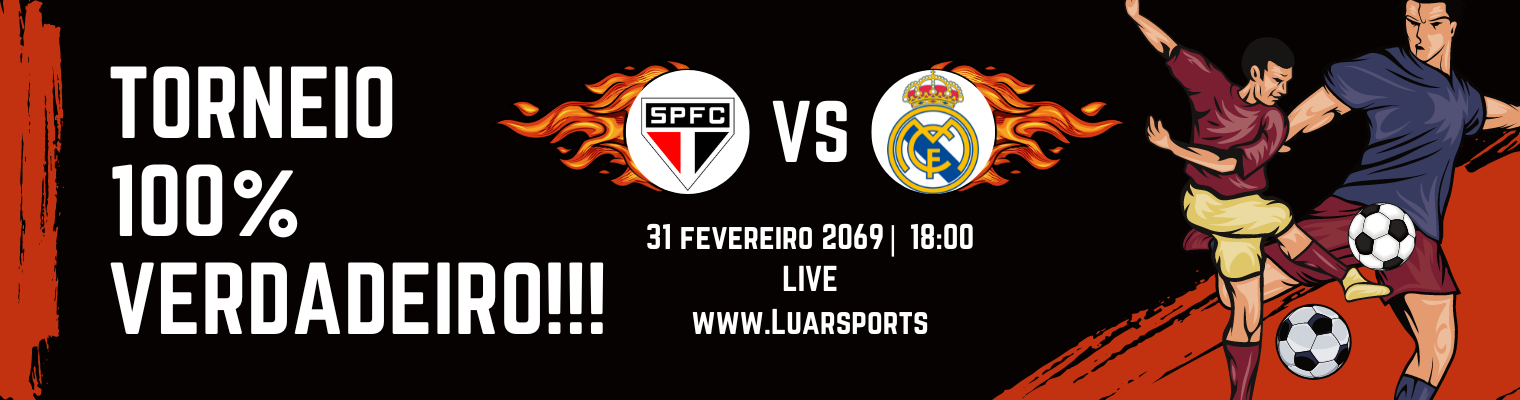 TORNEIO
100%
VERDADEIRO!!!
SPFC
VS
31 FEVEREIRO 2069| 18:00
LIVE
WWW.LUARSPORTS